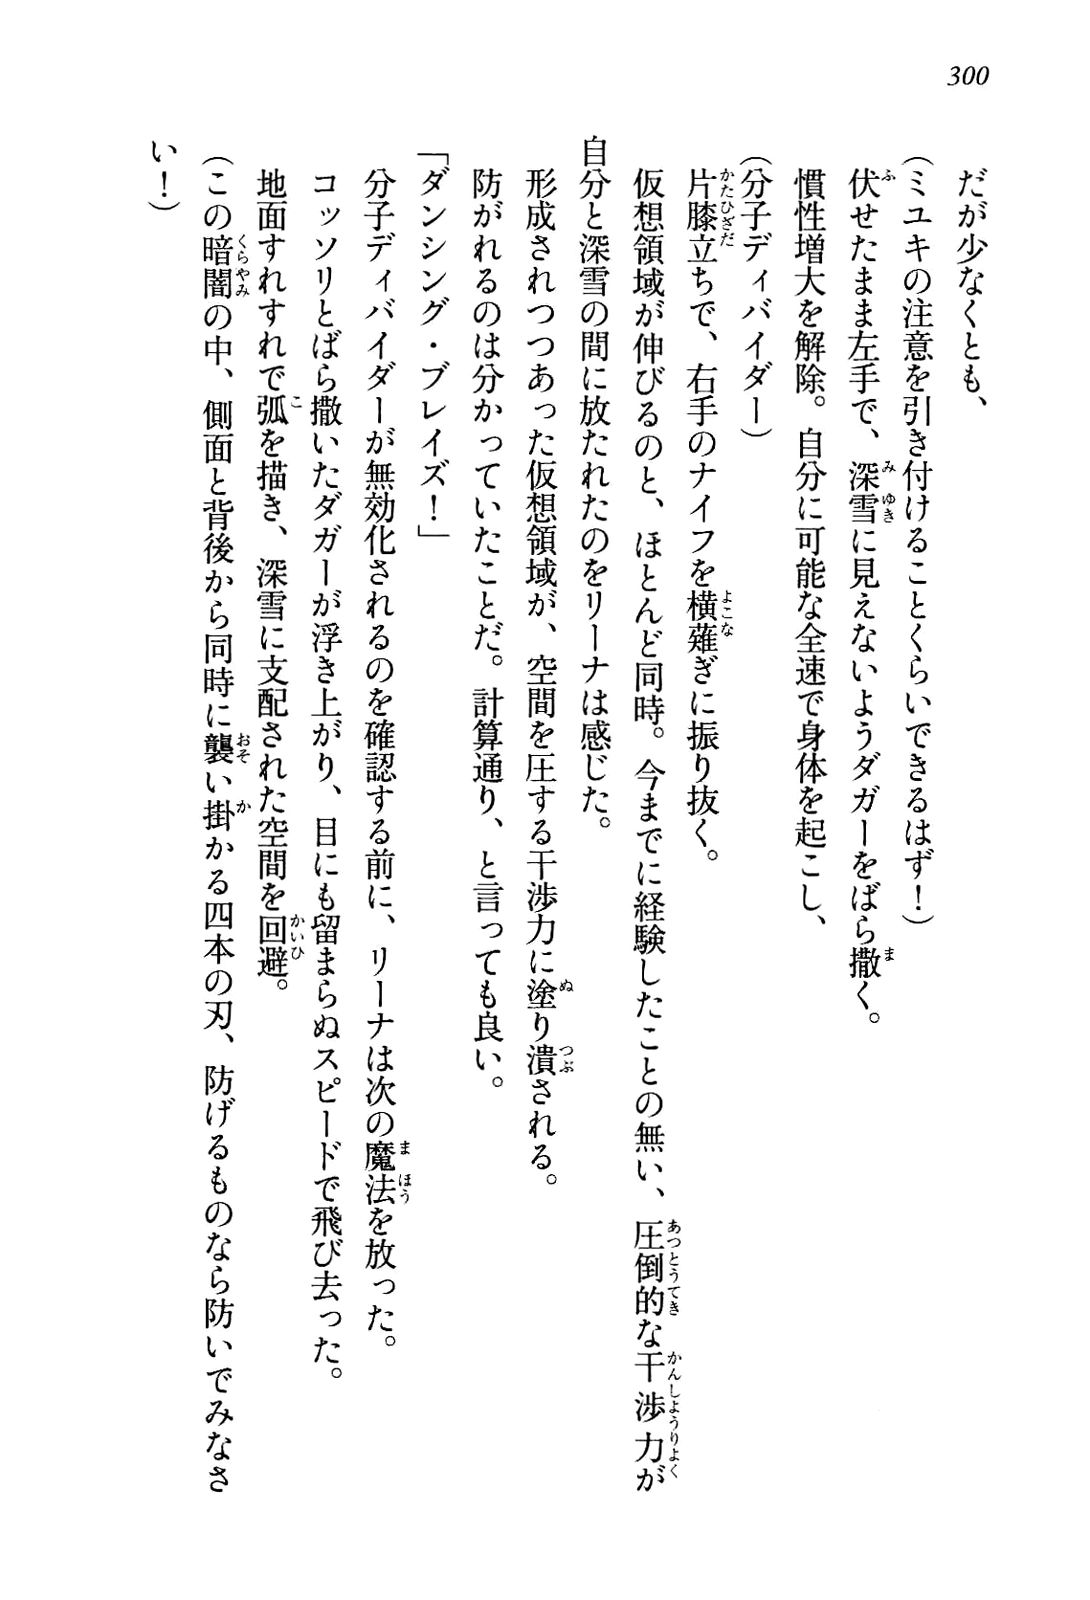 300
だが少なくとも、
(ミユキの注意を引き付けることくらいできるはず！)
伏せたまま左手で、深雪に見えないようダガーをばら撒く。
慣性増大を解除。自分に可能な全速で身体を起こし、
(分子ディバイダー)
片膝立ちで、右手のナイフを横薙ぎに振り抜く。
仮想領域が伸びるのと、ほとんど同時。今までに経験したことの無い、圧倒的な干渉力が
自分と深雪の間に放たれたのをリーナは感じた。
形成されつつあった仮想領域が、空間を圧する干渉力に塗り潰される。
防がれるのは分かっていたことだ。計算通り、と言っても良い。
「ダンシング・ブレイズ！」
分子ディバイダーが無効化されるのを確認する前に、リーナは次の魔法を放った。
コッソリとばら撒いたダガーが浮き上がり、目にも留まらぬスピードで飛び去った。
地面すれすれで弧を描き、深雪に支配された空間を回避。
(この暗闇の中、側面と背後から同時に襲い掛かる四本の刃、防げるものなら防いでみなさ
い！)